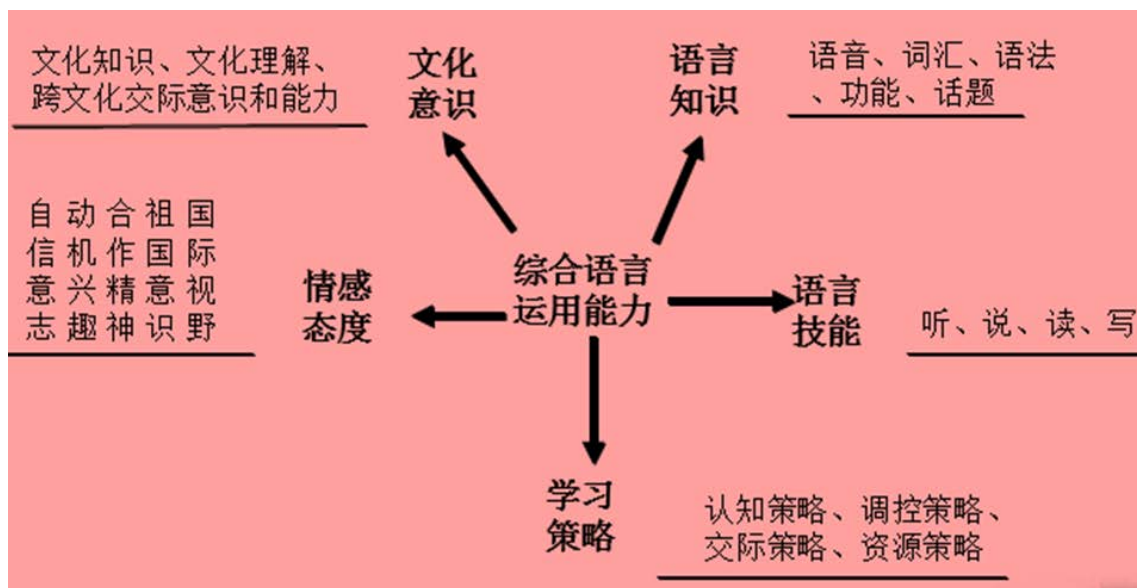 文化知识、文化理解、
跨文化交际意识和能力
文化
意识
语言
知识
语音、词汇、语法
、功能、话题
自 动 合 祖 国
信 机 作 国 际
意 兴 精 意 视
志 趣 神 识 野
情感
态度
综合语言
运用能力
语言
技能
听、说、读、写
学习
策略
认知策略、调控策略、
交际策略、资源策略